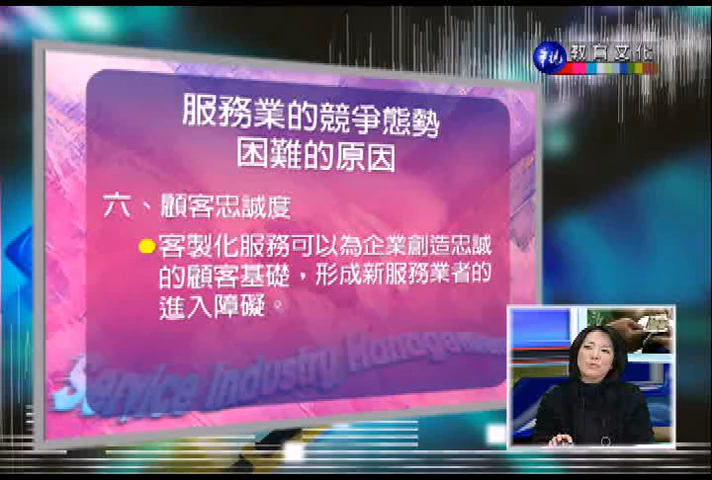 華視
教育文化
服務業的競爭態勢
困難的原因
六、顧客忠誠度
客製化服務可以為企業創造忠誠
的顧客基礎，形成新服務業者的
進入障礙。
Service Industry Management